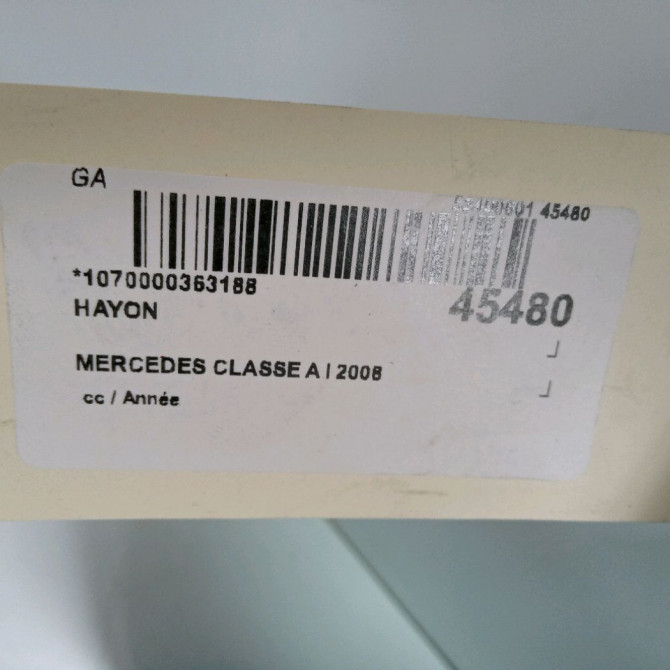 GA
45480
*1070000363188
HAYON
45480
MERCEDES CLASSE A I 2008
cc / Année